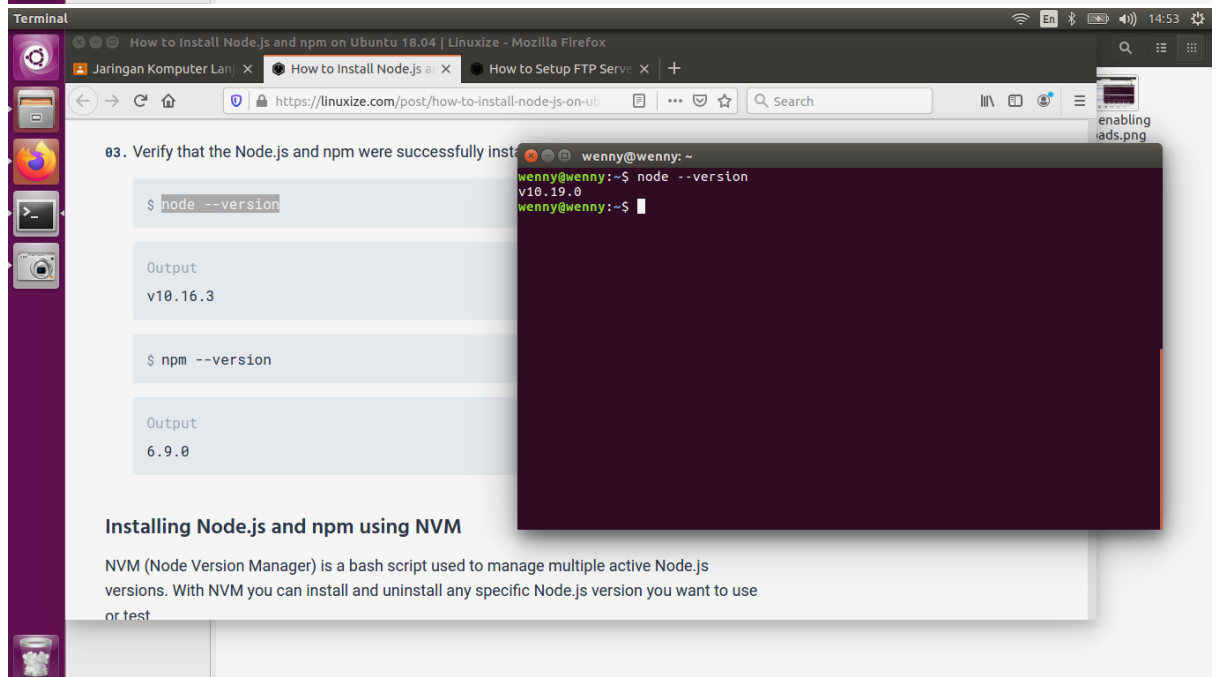 Terminal
En
14:53
How to Install Node.js and npm on Ubuntu 18.04 | Linuxize - Mozilla Firefox
Jaringan Komputer Lanj
How to Install Node.js a
How to Setup FTP Serve
https://linuxize.com/post/how-to-install-node-js-on-ub
Search
enabling
ads.png
03. Verify that the Node.js and npm were successfully insta
$ node --version
Output
v10.16.3
$ npm --version
Output
6.9.0
Installing Node.js and npm using NVM
NVM (Node Version Manager) is a bash script used to manage multiple active Node.js
versions. With NVM you can install and uninstall any specific Node.js version you want to use
or test
wenny@wenny: ~
wenny@wenny:~$ node --version
v10.19.0
wenny@wenny:~$